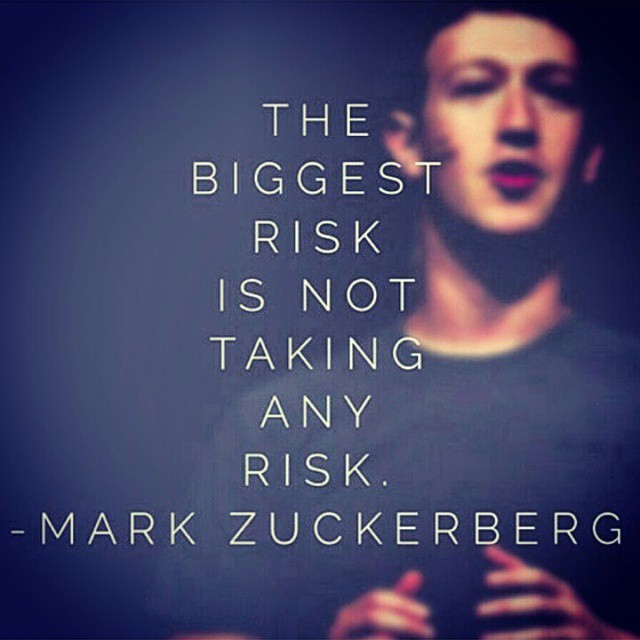 THE
BIGGEST
RISK
IS NOT
TAKING
ANY
RISK.
-MARK ZUCKERBERG